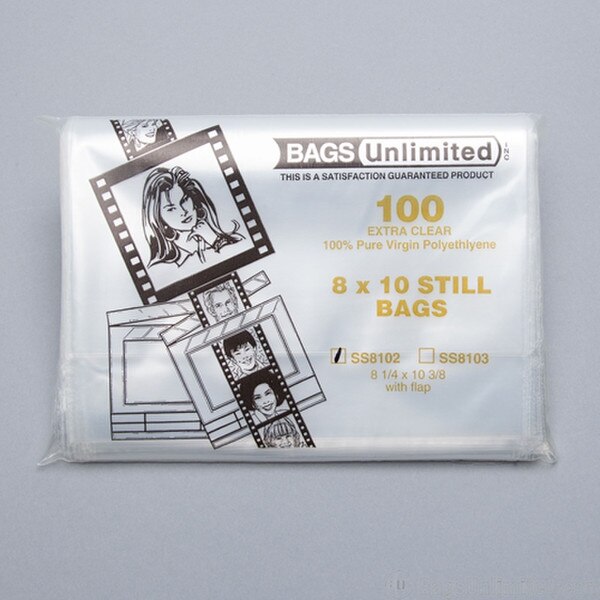 BAGS Unlimited INC
THIS IS A SATISFACTION GUARANTEED PRODUCT
100
EXTRA CLEAR
100% Pure Virgin Polyethlyene
8 x 10 STILL
BAGS
SS8102 SS8103
8 1/4 x 10 3/8
with flap